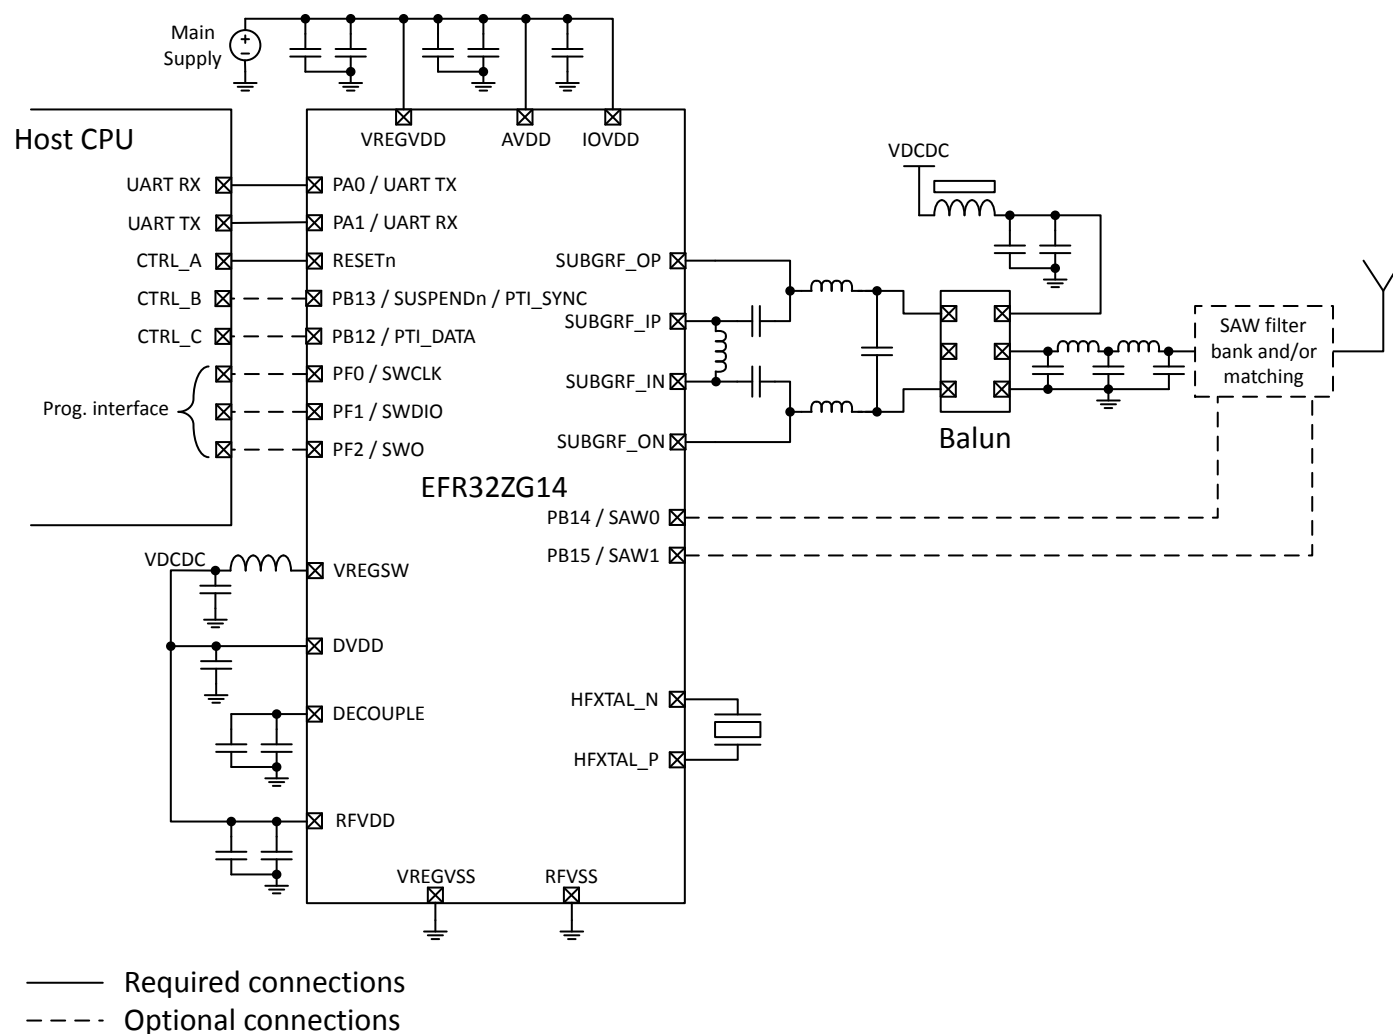 Main
Supply
+
−
Host CPU
VREGVDD
AVDD
IOVDD
UART RX
PA0 / UART TX
UART TX
PA1 / UART RX
CTRL_A
RESETn
CTRL_B
PB13 / SUSPENDn / PTI_SYNC
CTRL_C
PB12 / PTI_DATA
Prog. interface
PF0 / SWCLK
PF1 / SWDIO
PF2 / SWO
EFR32ZG14
SUBGRF_OP
SUBGRF_IP
SUBGRF_IN
SUBGRF_ON
VDCDC
Balun
SAW filter
bank and/or
matching
PB14 / SAW0
PB15 / SAW1
VDCDC
VREGSW
DVDD
DECOUPLE
RFVDD
HFXTAL_N
HFXTAL_P
VREGVSS
RFVSS
Required connections
Optional connections